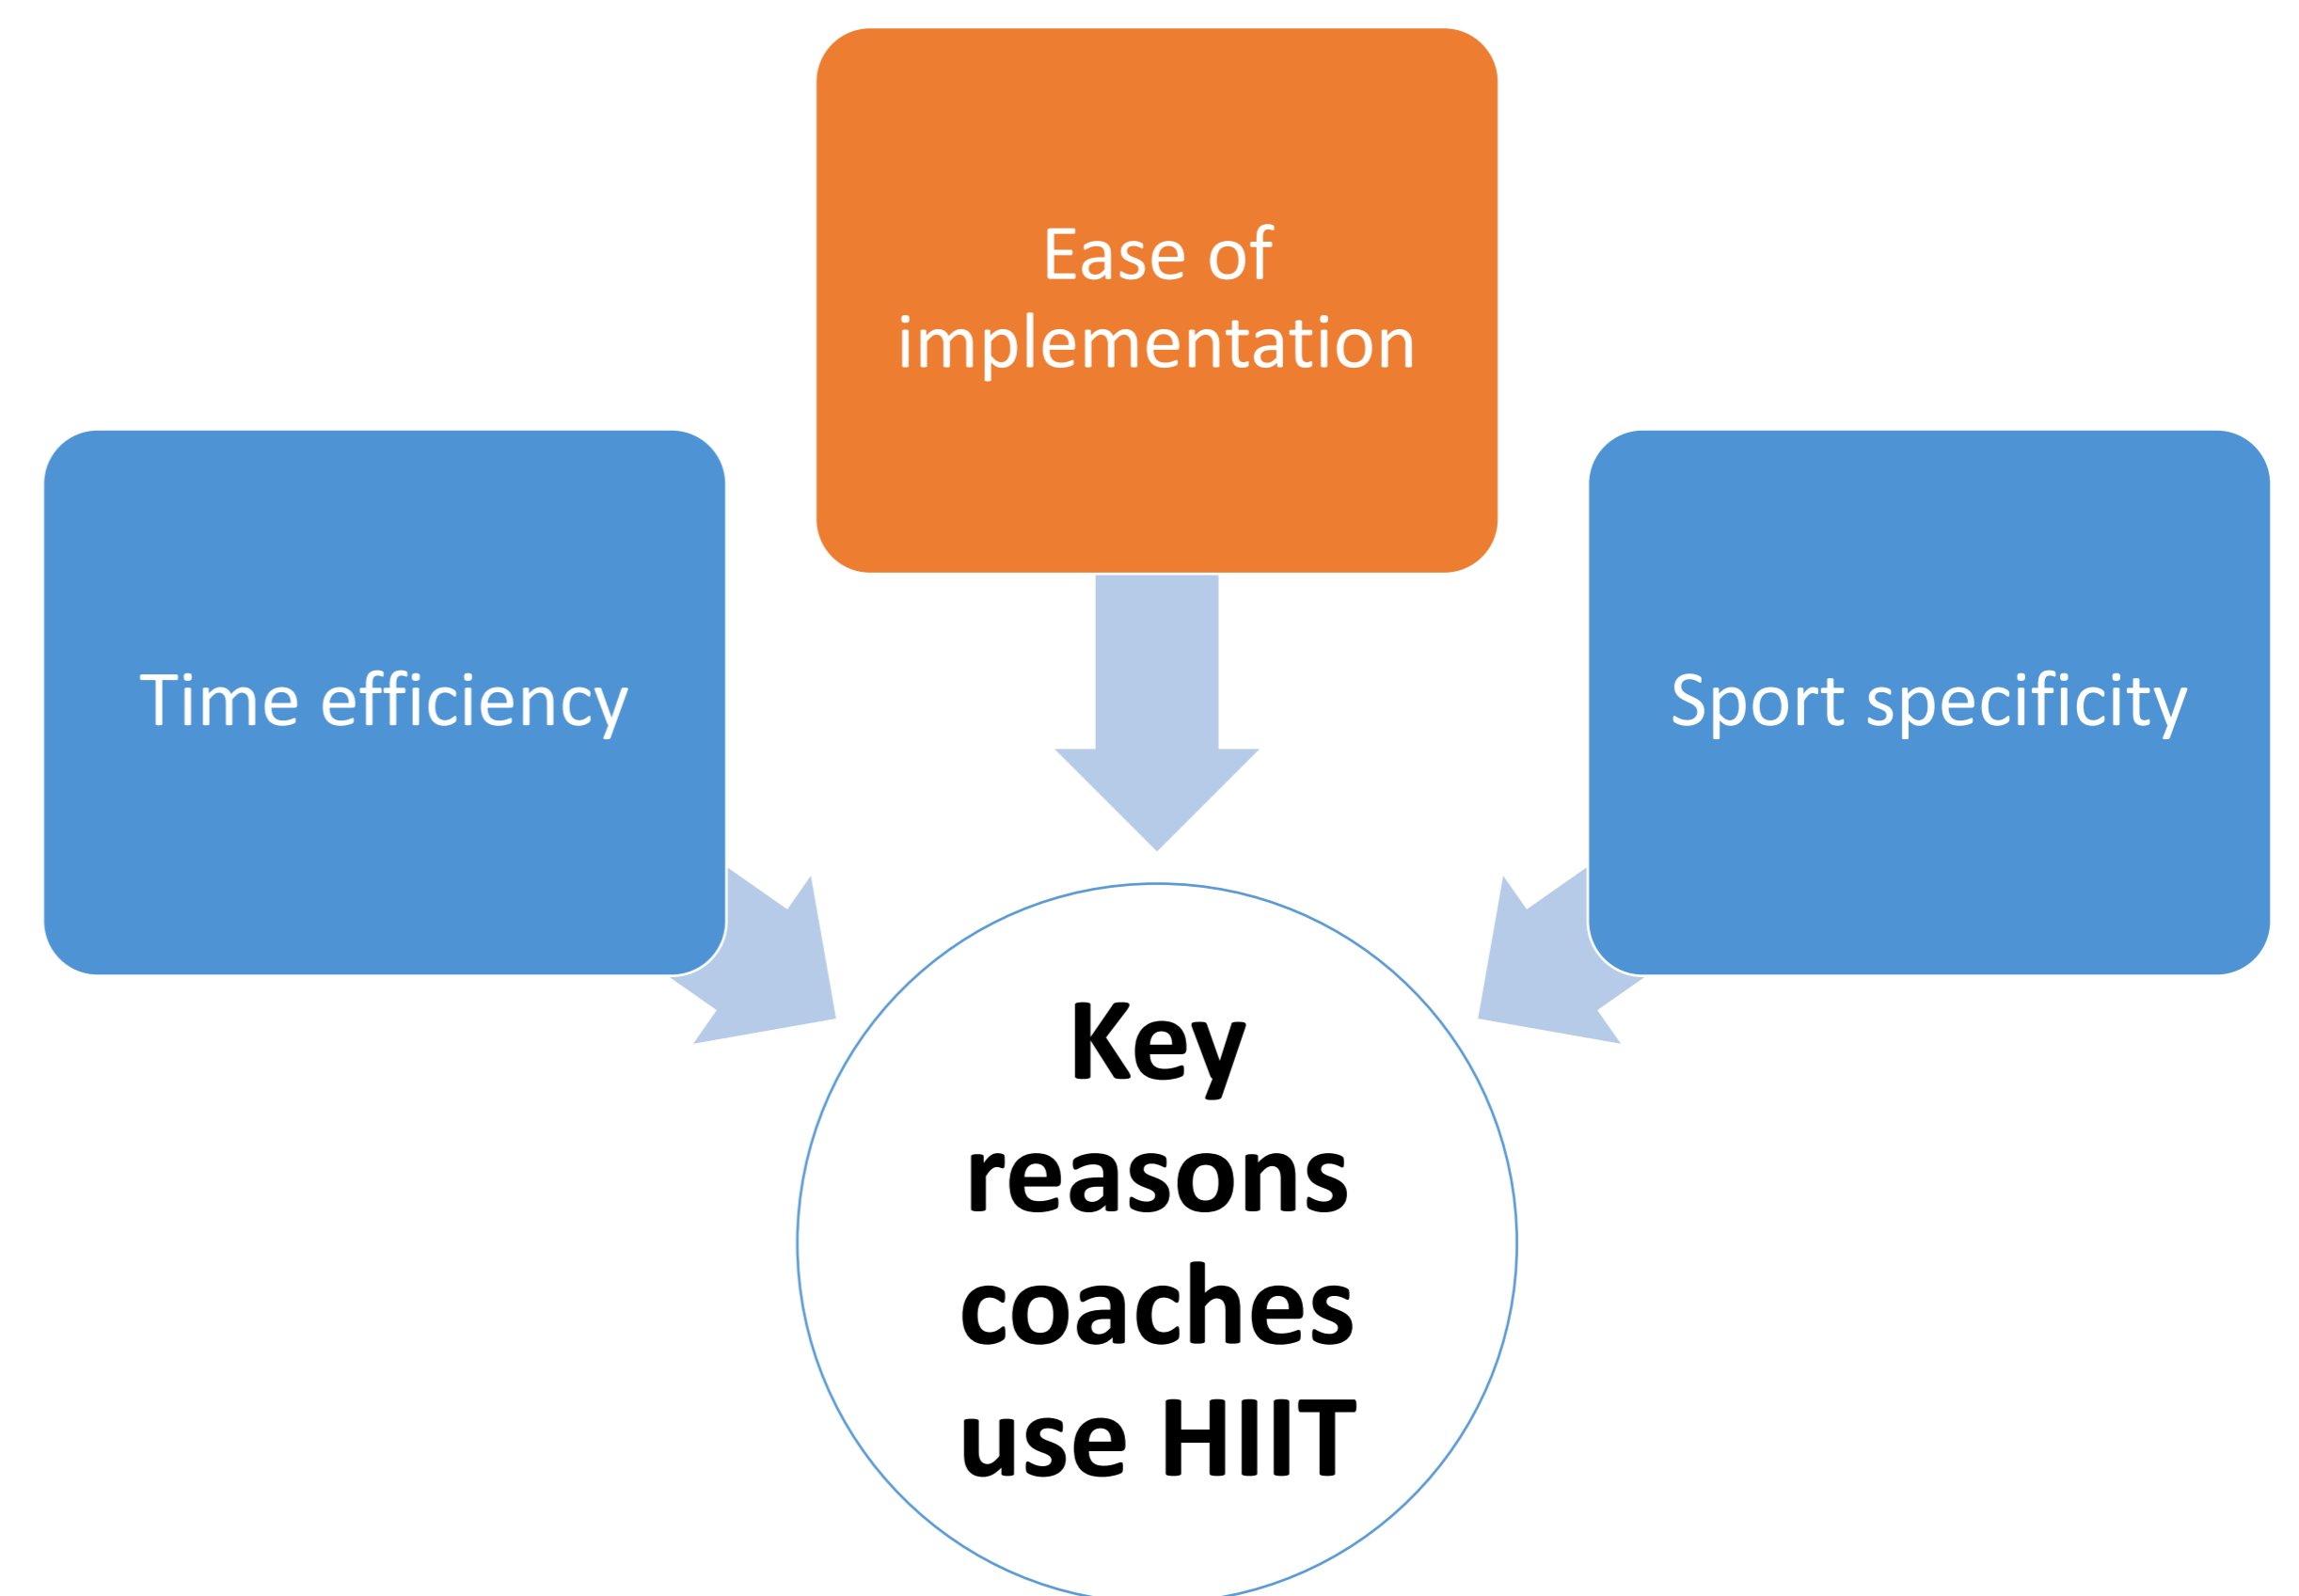 Ease of
implementation
Time efficiency
Sport specificity
Key
reasons
coaches
use HIIT